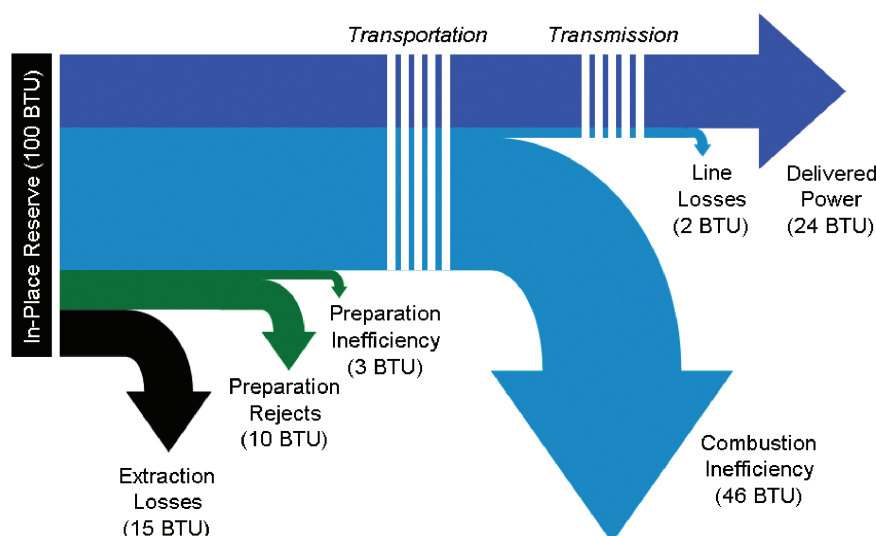 Transportation
Transmission
In-Place Reserve (100 BTU)
Line
Losses
(2 BTU)
Delivered
Power
(24 BTU)
Preparation
Inefficiency
(3 BTU)
Preparation
Rejects
(10 BTU)
Extraction
Losses
(15 BTU)
Combustion
Inefficiency
(46 BTU)